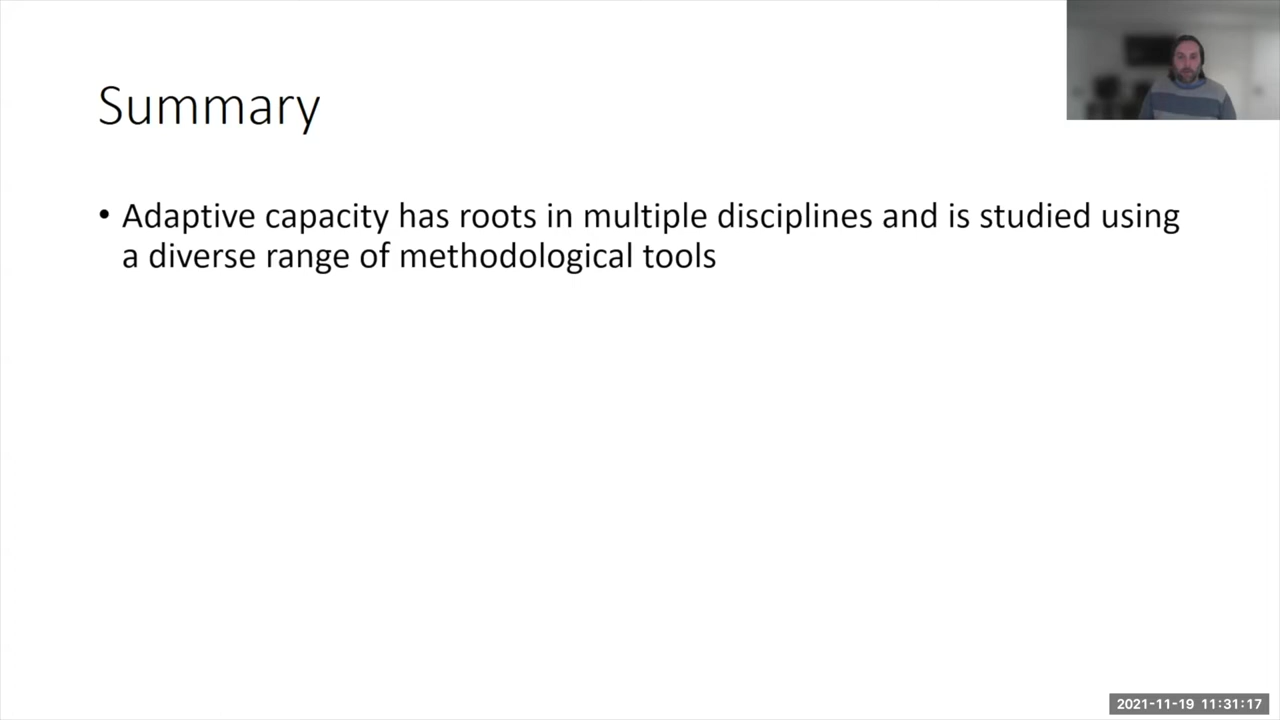 Summary
• Adaptive capacity has roots in multiple disciplines and is studied using
a diverse range of methodological tools
2021-11-19 11:31:17